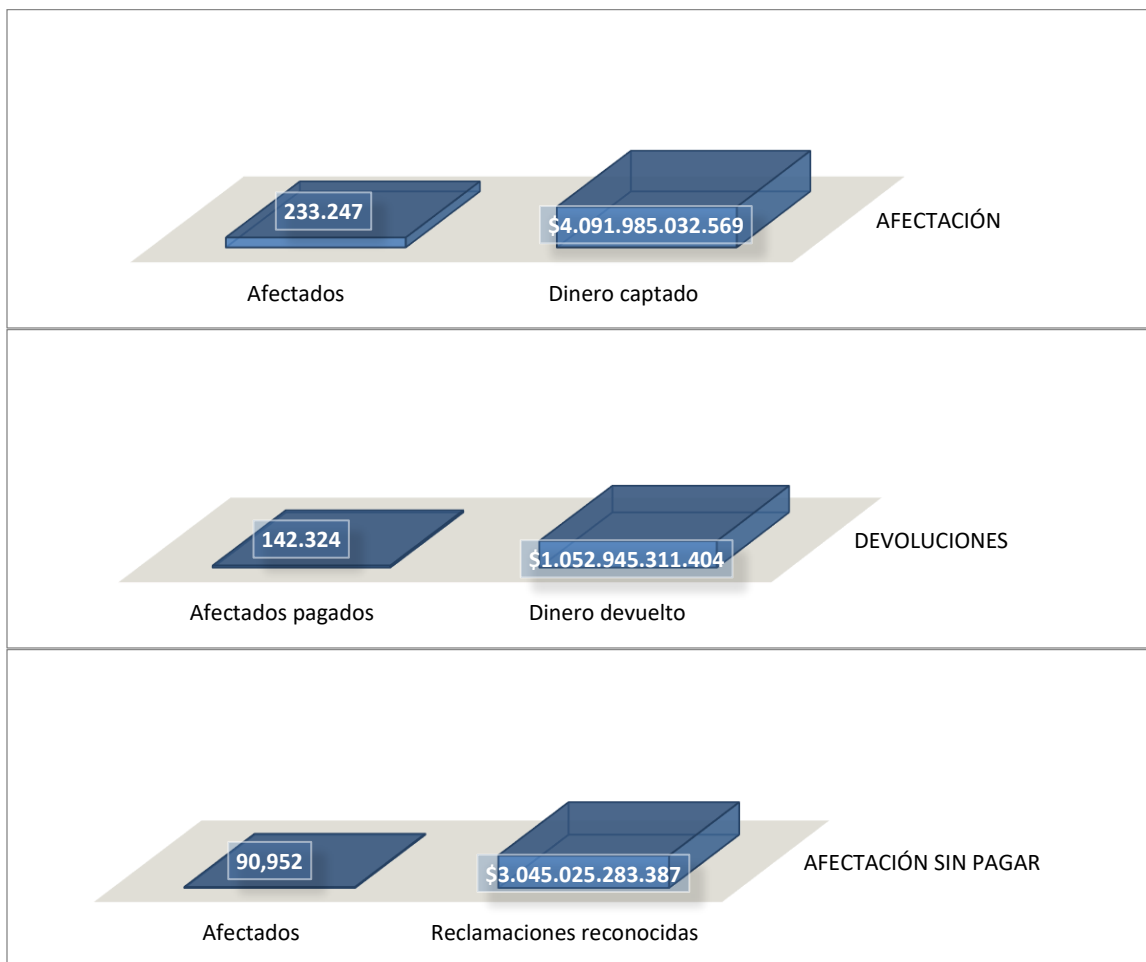 233.247
$4.091.985.032.569
AFECTACIÓN
Afectados
Dinero captado
142.324
$1.052.945.311.404
DEVOLUCIONES
Afectados pagados
Dinero devuelto
90,952
$3.045.025.283.387
AFECTACIÓN SIN PAGAR
Afectados
Reclamaciones reconocidas